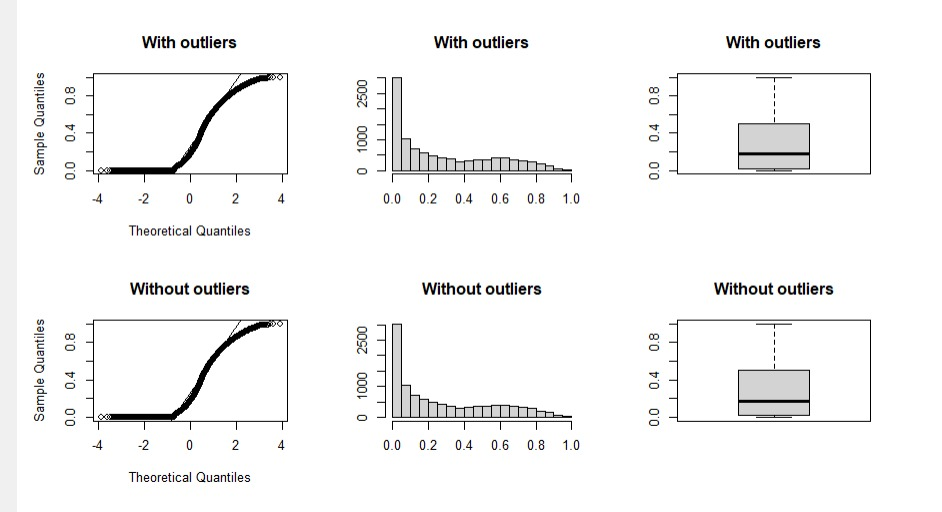 With outliers
With outliers
With outliers
Sample Quantiles
0.0 0.4 0.8
-4 -2 0 2 4
Theoretical Quantiles
0 1000 2500
0.0 0.2 0.4 0.6 0.8 1.0
0.0 0.4 0.8
Without outliers
Without outliers
Without outliers
Sample Quantiles
0.0 0.4 0.8
-4 -2 0 2 4
Theoretical Quantiles
0 1000 2500
0.0 0.2 0.4 0.6 0.8 1.0
0.0 0.4 0.8